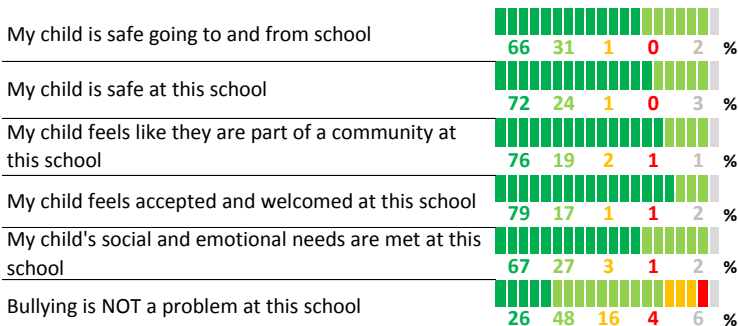 My child is safe going to and from school
66 31 1 0 2 %
My child is safe at this school
72 24 1 0 3 %
My child feels like they are part of a community at
this school
76 19 2 1 1 %
My child feels accepted and welcomed at this school
79 17 1 1 2 %
My child's social and emotional needs are met at this
school
67 27 3 1 2 %
Bullying is NOT a problem at this school
26 48 16 4 6 %